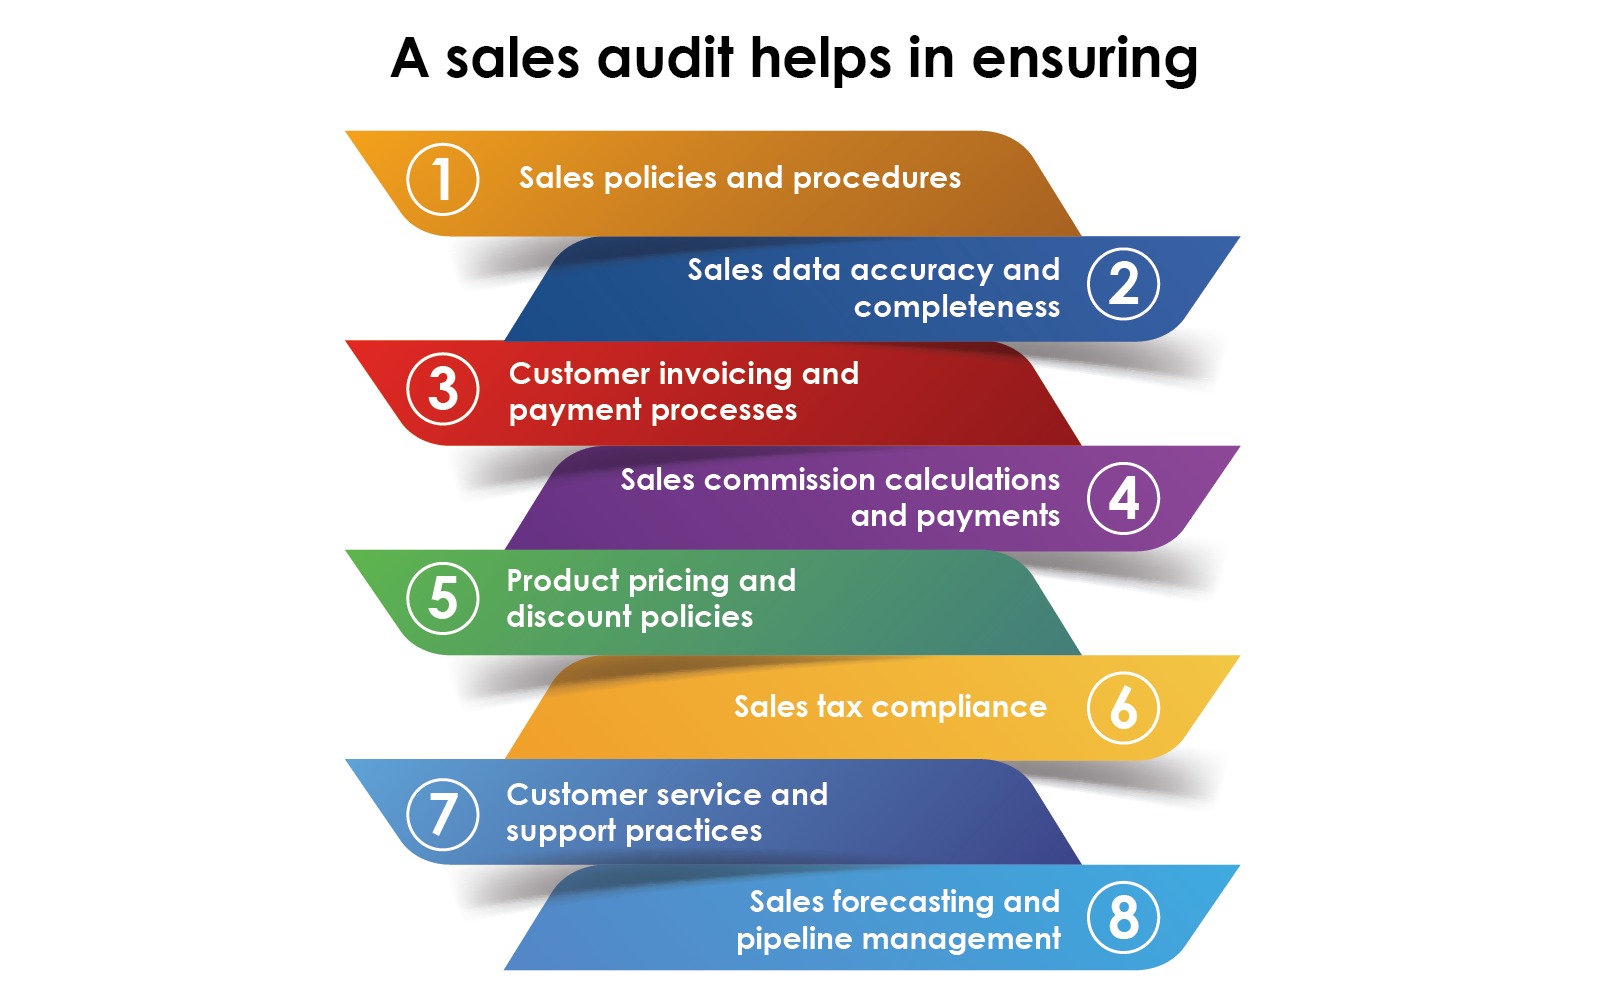 A sales audit helps in ensuring
1
Sales policies and procedures
Sales data accuracy and
completeness
2
3
Customer invoicing and
payment processes
Sales commission calculations
and payments
4
5
Product pricing and
discount policies
Sales tax compliance
6
7
Customer service and
support practices
Sales forecasting and
pipeline management
8